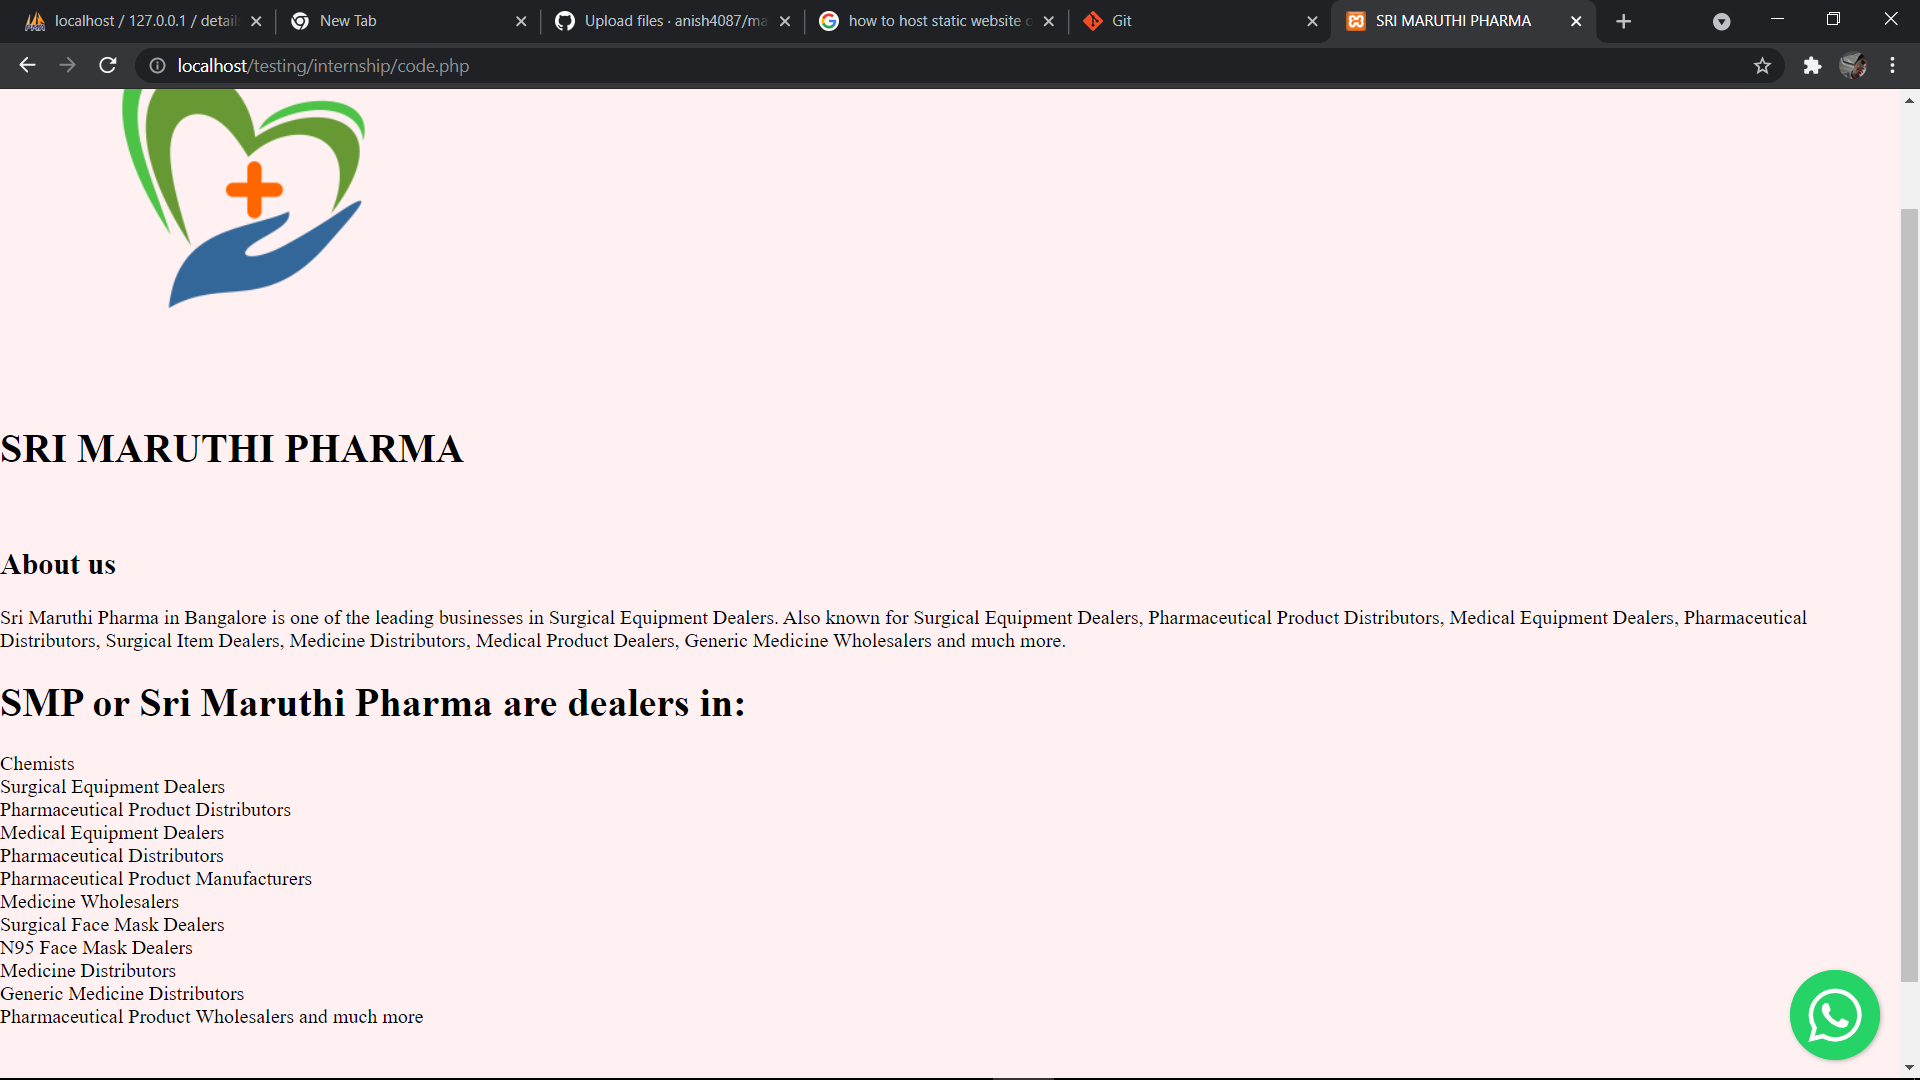 localhost / 127.0.0.1 / detail
New Tab
Upload files · anish4087/ma
how to host static website o
Git
SRI MARUTHI PHARMA
localhost/testing/internship/code.php
SRI MARUTHI PHARMA
About us
Sri Maruthi Pharma in Bangalore is one of the leading businesses in Surgical Equipment Dealers. Also known for Surgical Equipment Dealers, Pharmaceutical Product Distributors, Medical Equipment Dealers, Pharmaceutical
Distributors, Surgical Item Dealers, Medicine Distributors, Medical Product Dealers, Generic Medicine Wholesalers and much more.
SMP or Sri Maruthi Pharma are dealers in:
Chemists
Surgical Equipment Dealers
Pharmaceutical Product Distributors
Medical Equipment Dealers
Pharmaceutical Distributors
Pharmaceutical Product Manufacturers
Medicine Wholesalers
Surgical Face Mask Dealers
N95 Face Mask Dealers
Medicine Distributors
Generic Medicine Distributors
Pharmaceutical Product Wholesalers and much more